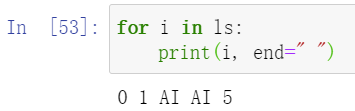 In [53]: for i in ls:
print(i, end=" ")
0 1 AI AI 5